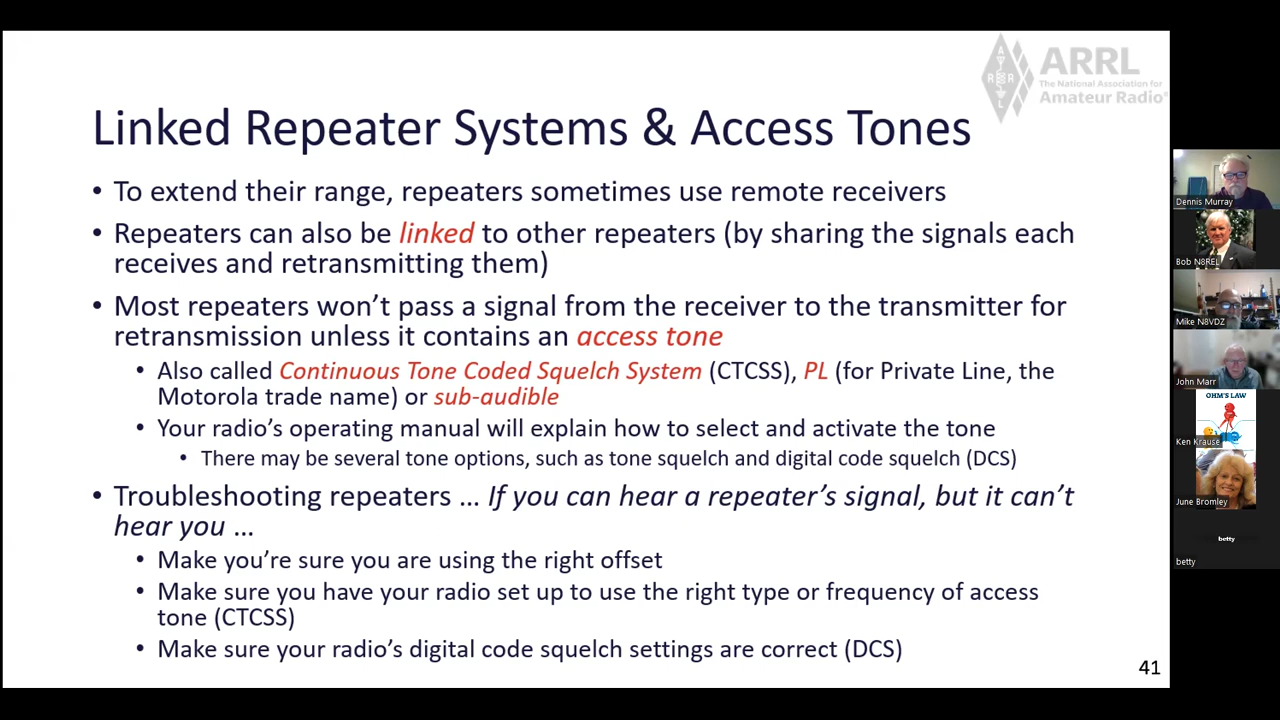 ARRL
The National Association for
Amateur Radio®
Linked Repeater Systems & Access Tones
• To extend their range, repeaters sometimes use remote receivers
• Repeaters can also be linked to other repeaters (by sharing the signals each
receives and retransmitting them)
• Most repeaters won't pass a signal from the receiver to the transmitter for
retransmission unless it contains an access tone
• Also called Continuous Tone Coded Squelch System (CTCSS), PL (for Private Line, the
Motorola trade name) or sub-audible
• Your radio's operating manual will explain how to select and activate the tone
• There may be several tone options, such as tone squelch and digital code squelch (DCS)
• Troubleshooting repeaters … If you can hear a repeater's signal, but it can't
hear you …
• Make you're sure you are using the right offset
• Make sure you have your radio set up to use the right type or frequency of access
tone (CTCSS)
• Make sure your radio's digital code squelch settings are correct (DCS)
41
Dennis Murray
Bob N8REL
Mike N8VDZ
John Marr
OHM'S LAW
Ken Krause
June Bromley
betty
betty